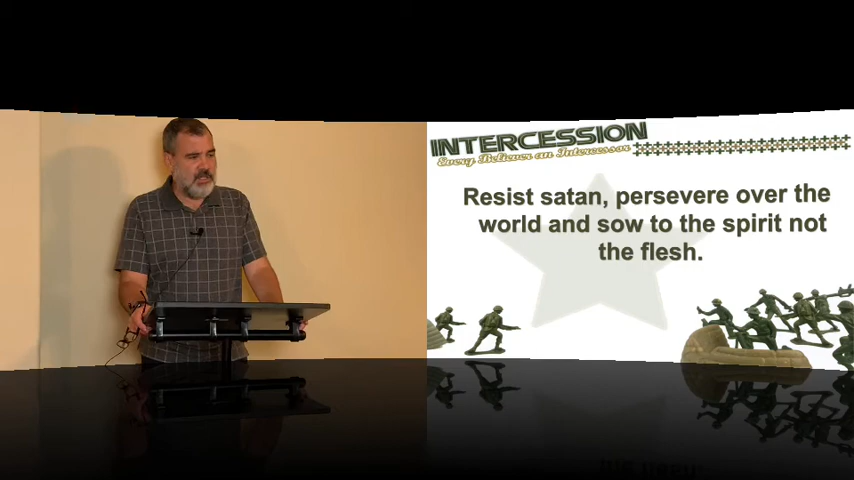 INTERCESSION
Every Believer an Intercessor
Resist satan, persevere over the
world and sow to the spirit not
the flesh.